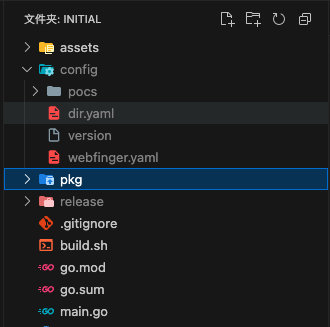 文件夹: INITIAL
assets
config
pocs
dir.yaml
version
webfinger.yaml
pkg
release
.gitignore
build.sh
go.mod
go.sum
main.go